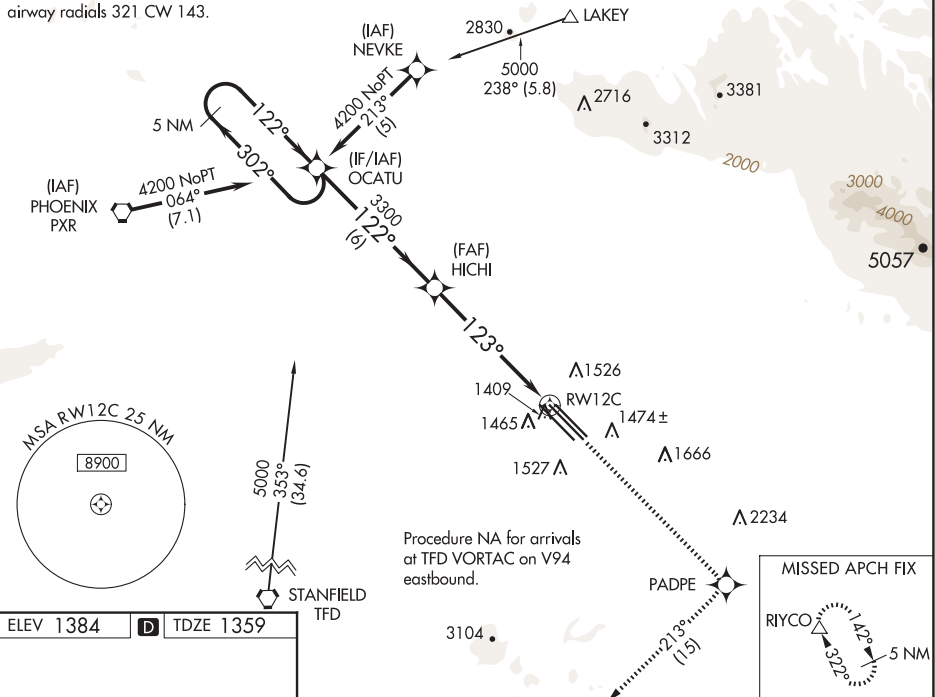 airway radials 321 CW 143.
LAKEY
2830
(IAF)
NEVKE
5000
238° (5.8)
2716
3381
3312
4200 NoPT
213°
(5)
5 NM
122°
302°
(IF/IAF)
OCATU
2000
3000
4000
5057
(IAF)
PHOENIX
PXR
4200 NoPT
064°
(7.1)
3300
122°
(6)
(FAF)
HICHI
123°
1526
RW12C
1409
1465
1474 ±
1527
1666
2234
MSA RW12C 25 NM
8900
5000
353°
(34.6)
STANFIELD
TFD
Procedure NA for arrivals
at TFD VORTAC on V94
eastbound.
PADPE
213°
(15)
3104
MISSED APCH FIX
RIYCO
142°
322°
5 NM
ELEV 1384 D TDZE 1359